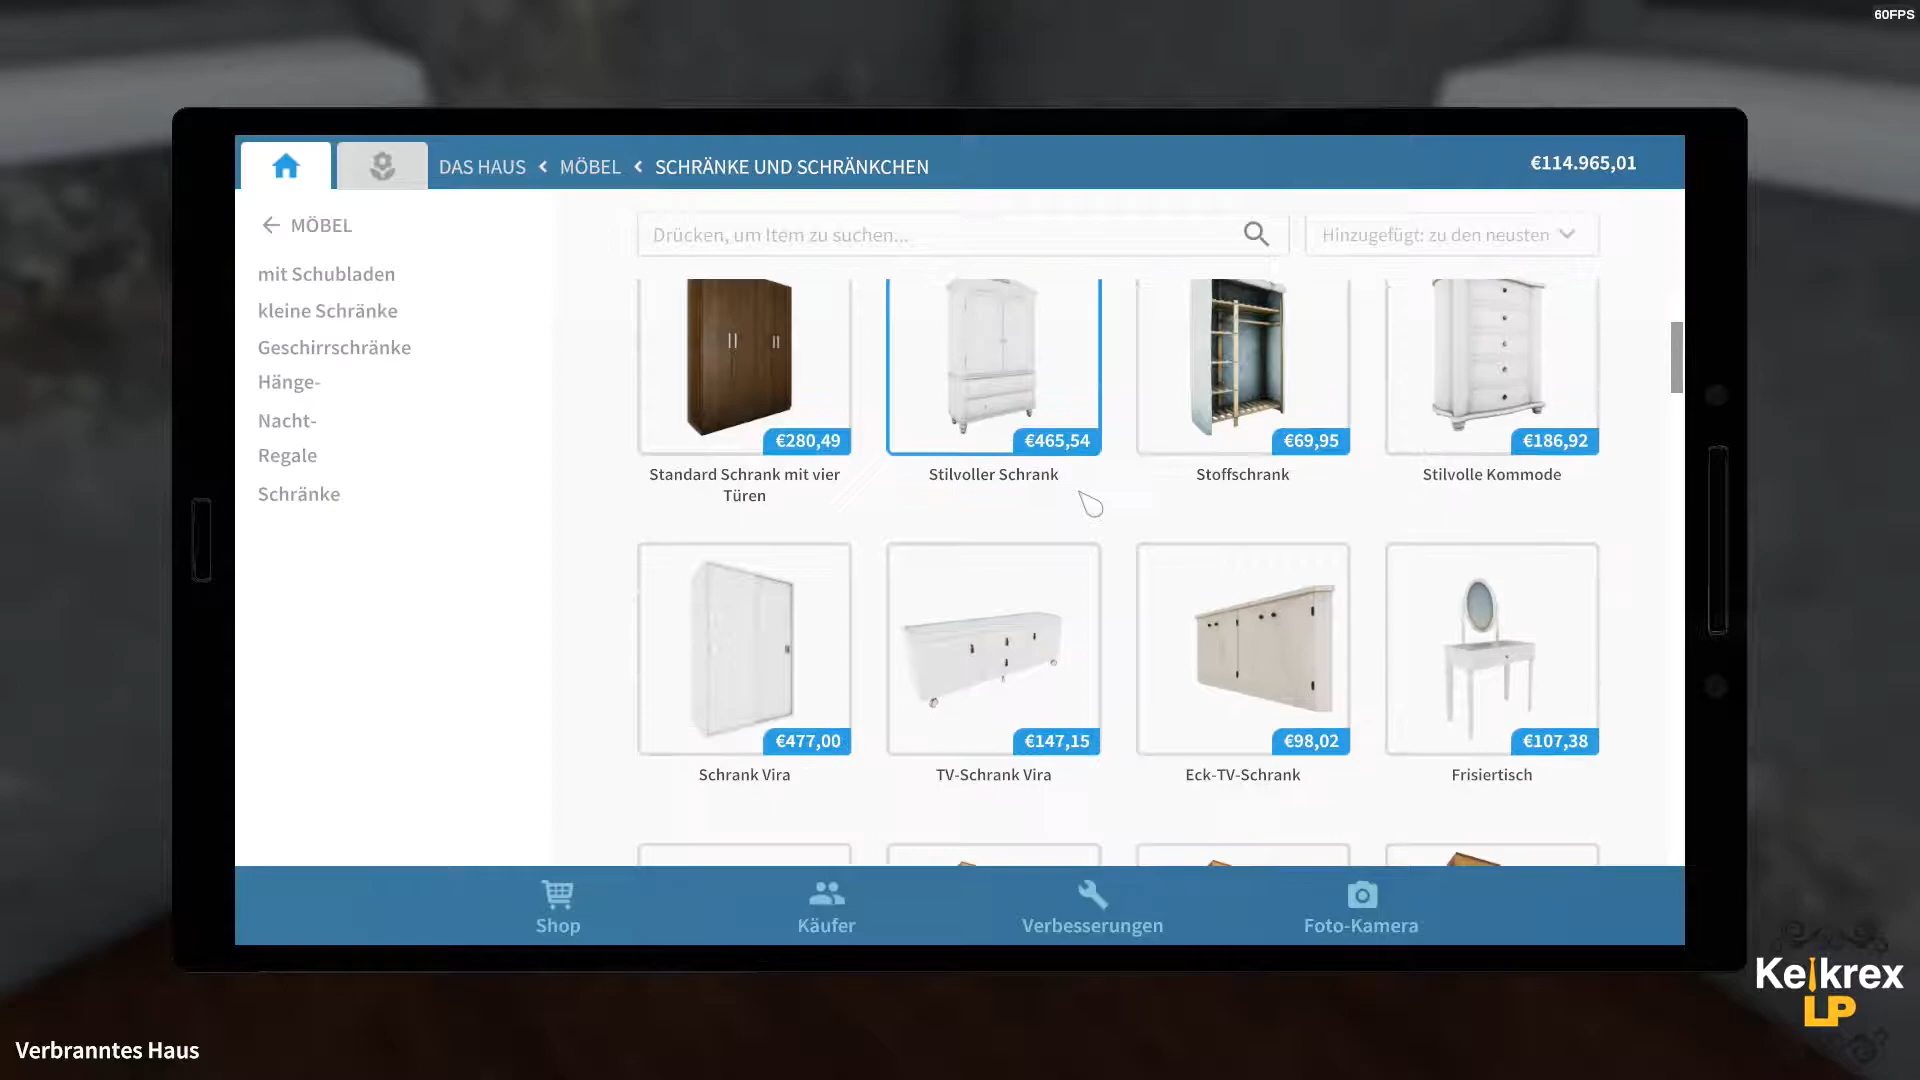 60FPS
DAS HAUS < MÖBEL < SCHRÄNKE UND SCHRÄNKCHEN
€114.965,01
MÖBEL
mit Schubladen
kleine Schränke
Geschirrschränke
Hänge-
Nacht-
Regale
Schränke
Drücken, um Item zu suchen...
Hinzugefügt: zu den neusten
€280,49
€465,54
€69,95
€186,92
Standard Schrank mit vier
Türen
Stilvoller Schrank
Stoffschrank
Stilvolle Kommode
€477,00
€147,15
€98,02
€107,38
Schrank Vira
TV-Schrank Vira
Eck-TV-Schrank
Frisiertisch
Shop
Käufer
Verbesserungen
Foto-Kamera
Keikrex
LP
Verbranntes Haus